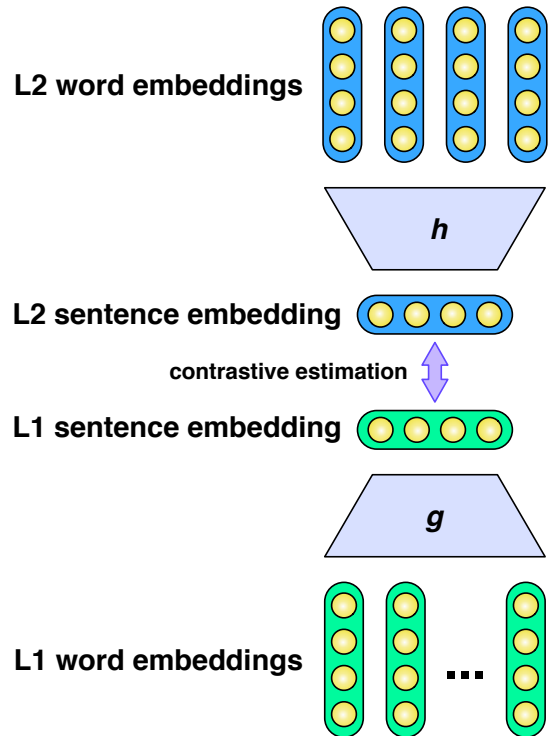 L2 word embeddings
h
L2 sentence embedding
contrastive estimation
L1 sentence embedding
g
L1 word embeddings
...